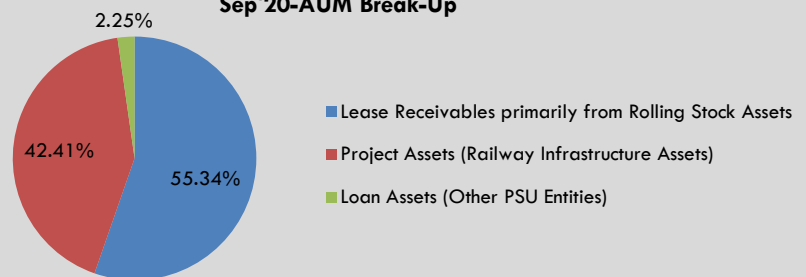 Sep'20-AUM Break-Up
2.25%
42.41%
55.34%
Lease Receivables primarily from Rolling Stock Assets
Project Assets (Railway Infrastructure Assets)
Loan Assets (Other PSU Entities)